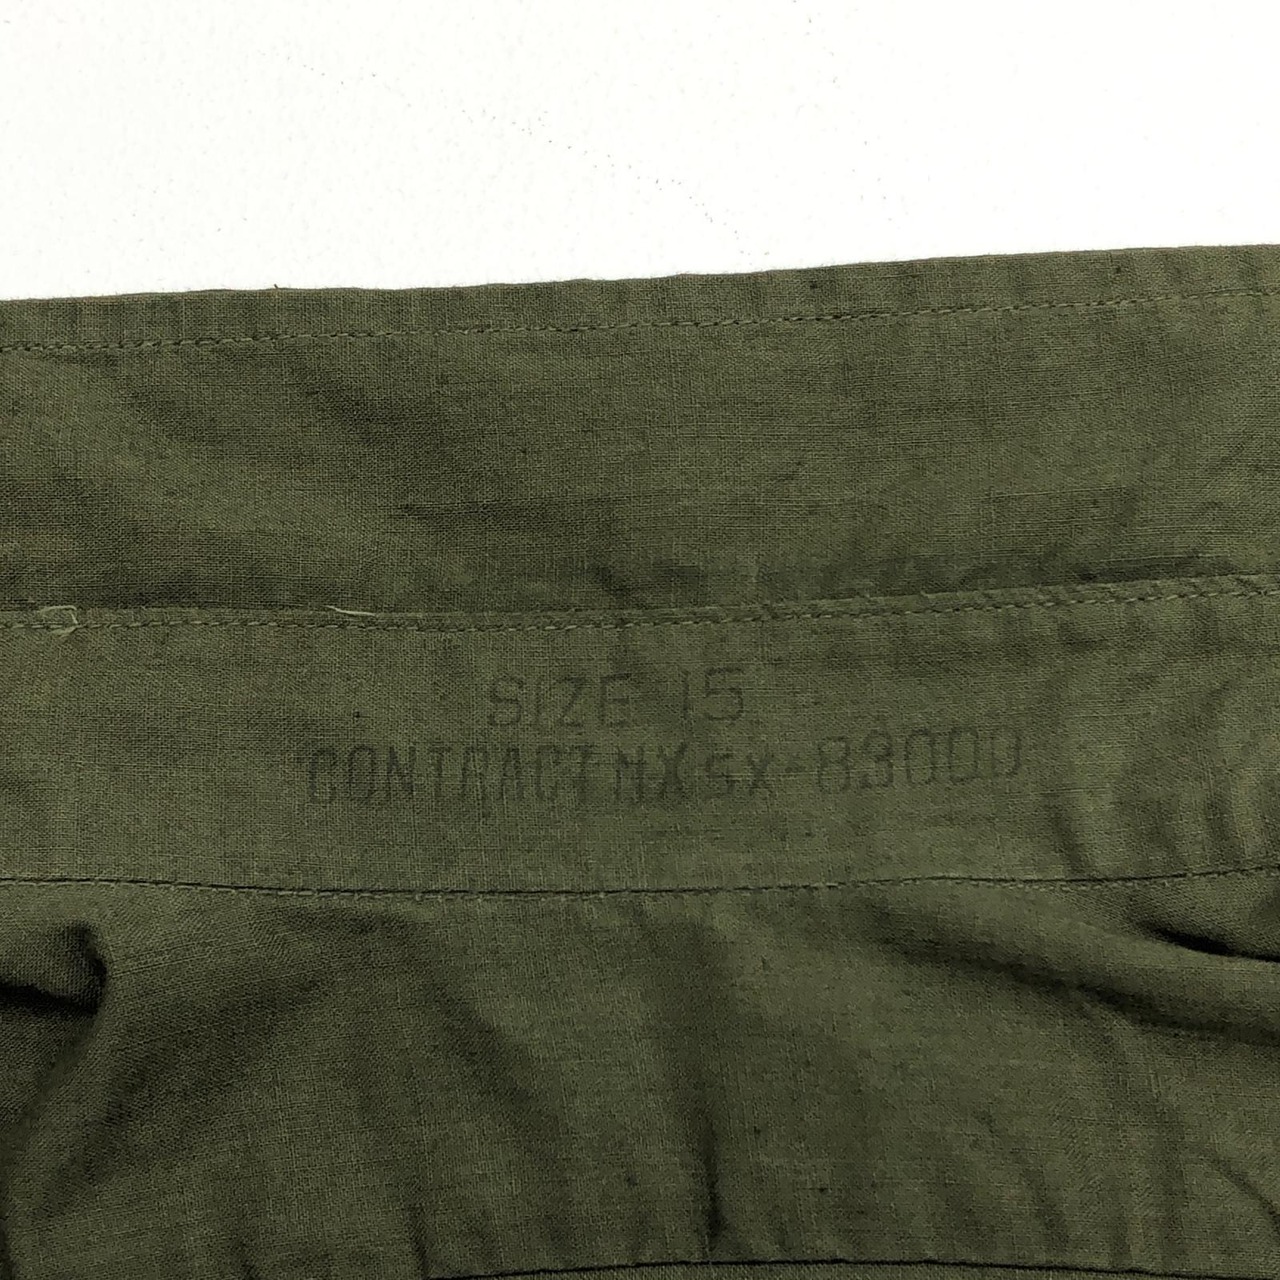 SIZE 15
CONTRACT NXsx-83000